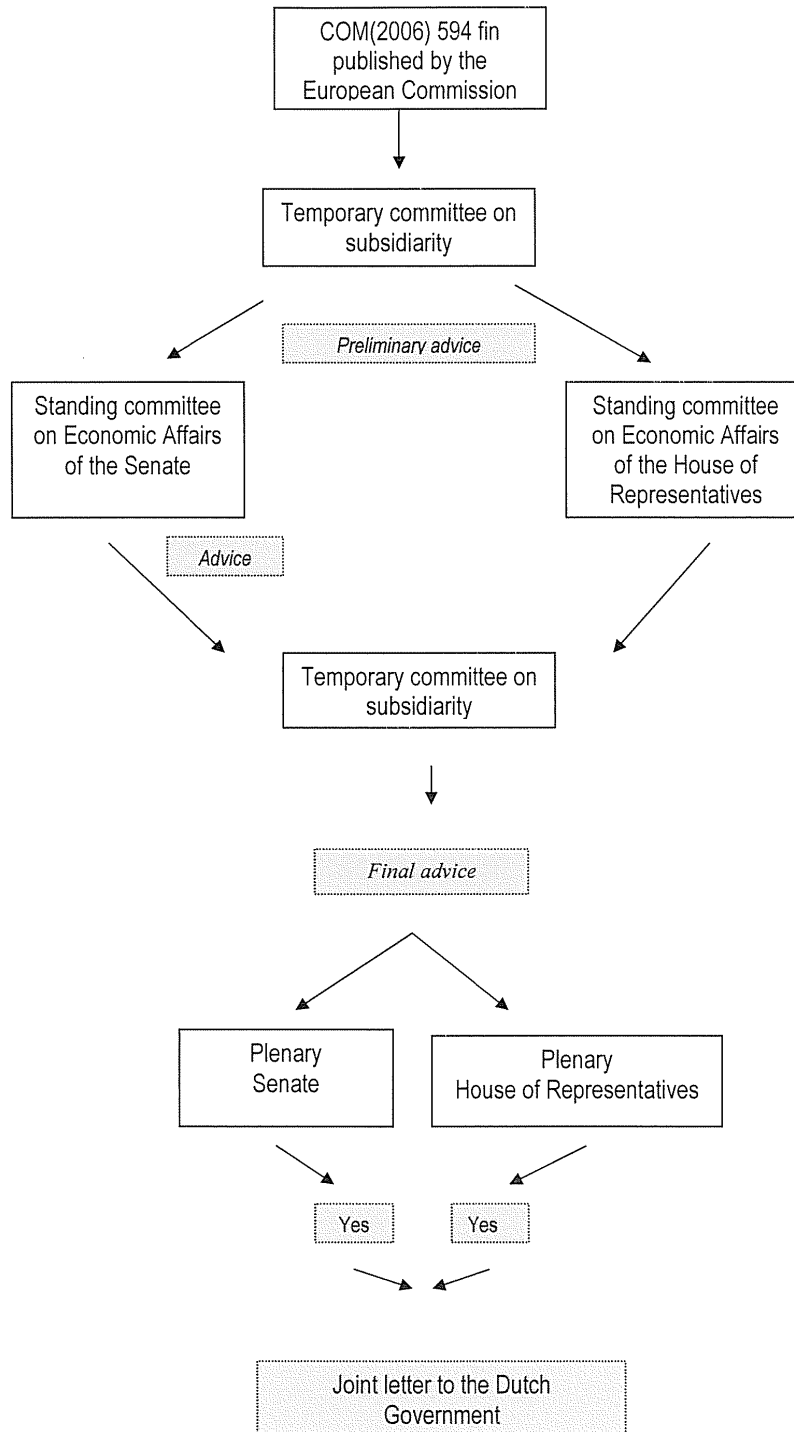 COM(2006) 594 fin
published by the
European Commission
Temporary committee on
subsidiarity
Preliminary advice
Standing committee
on Economic Affairs
of the Senate
Standing committee
on Economic Affairs
of the House of
Representatives
Advice
Temporary committee on
subsidiarity
Final advice
Plenary
Senate
Plenary
House of Representatives
Yes
Yes
Joint letter to the Dutch
Government